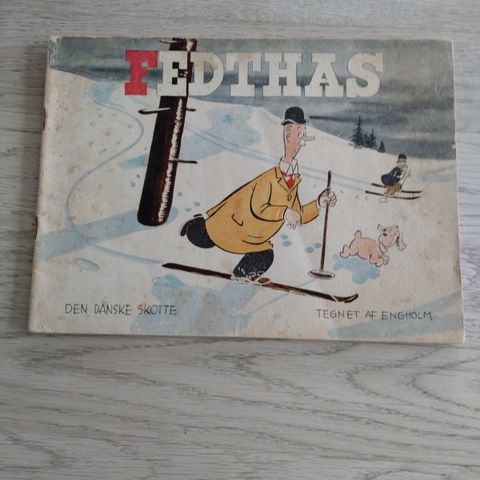 FEDTHAS
DEN DANSKE SKOTTE
TEGNET AF ENGHOLM.